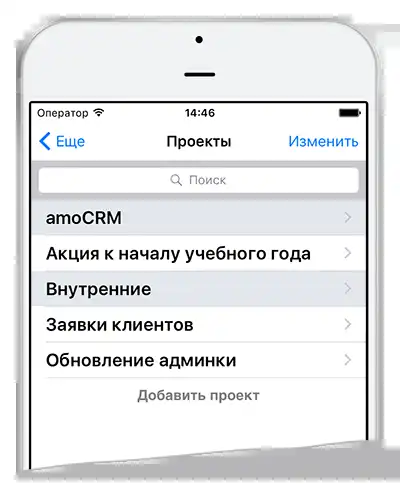 Оператор 14:46
Еще Проекты Изменить
Поиск
amoCRM
Акция к началу учебного года
Внутренние
Заявки клиентов
Обновление админки
Добавить проект